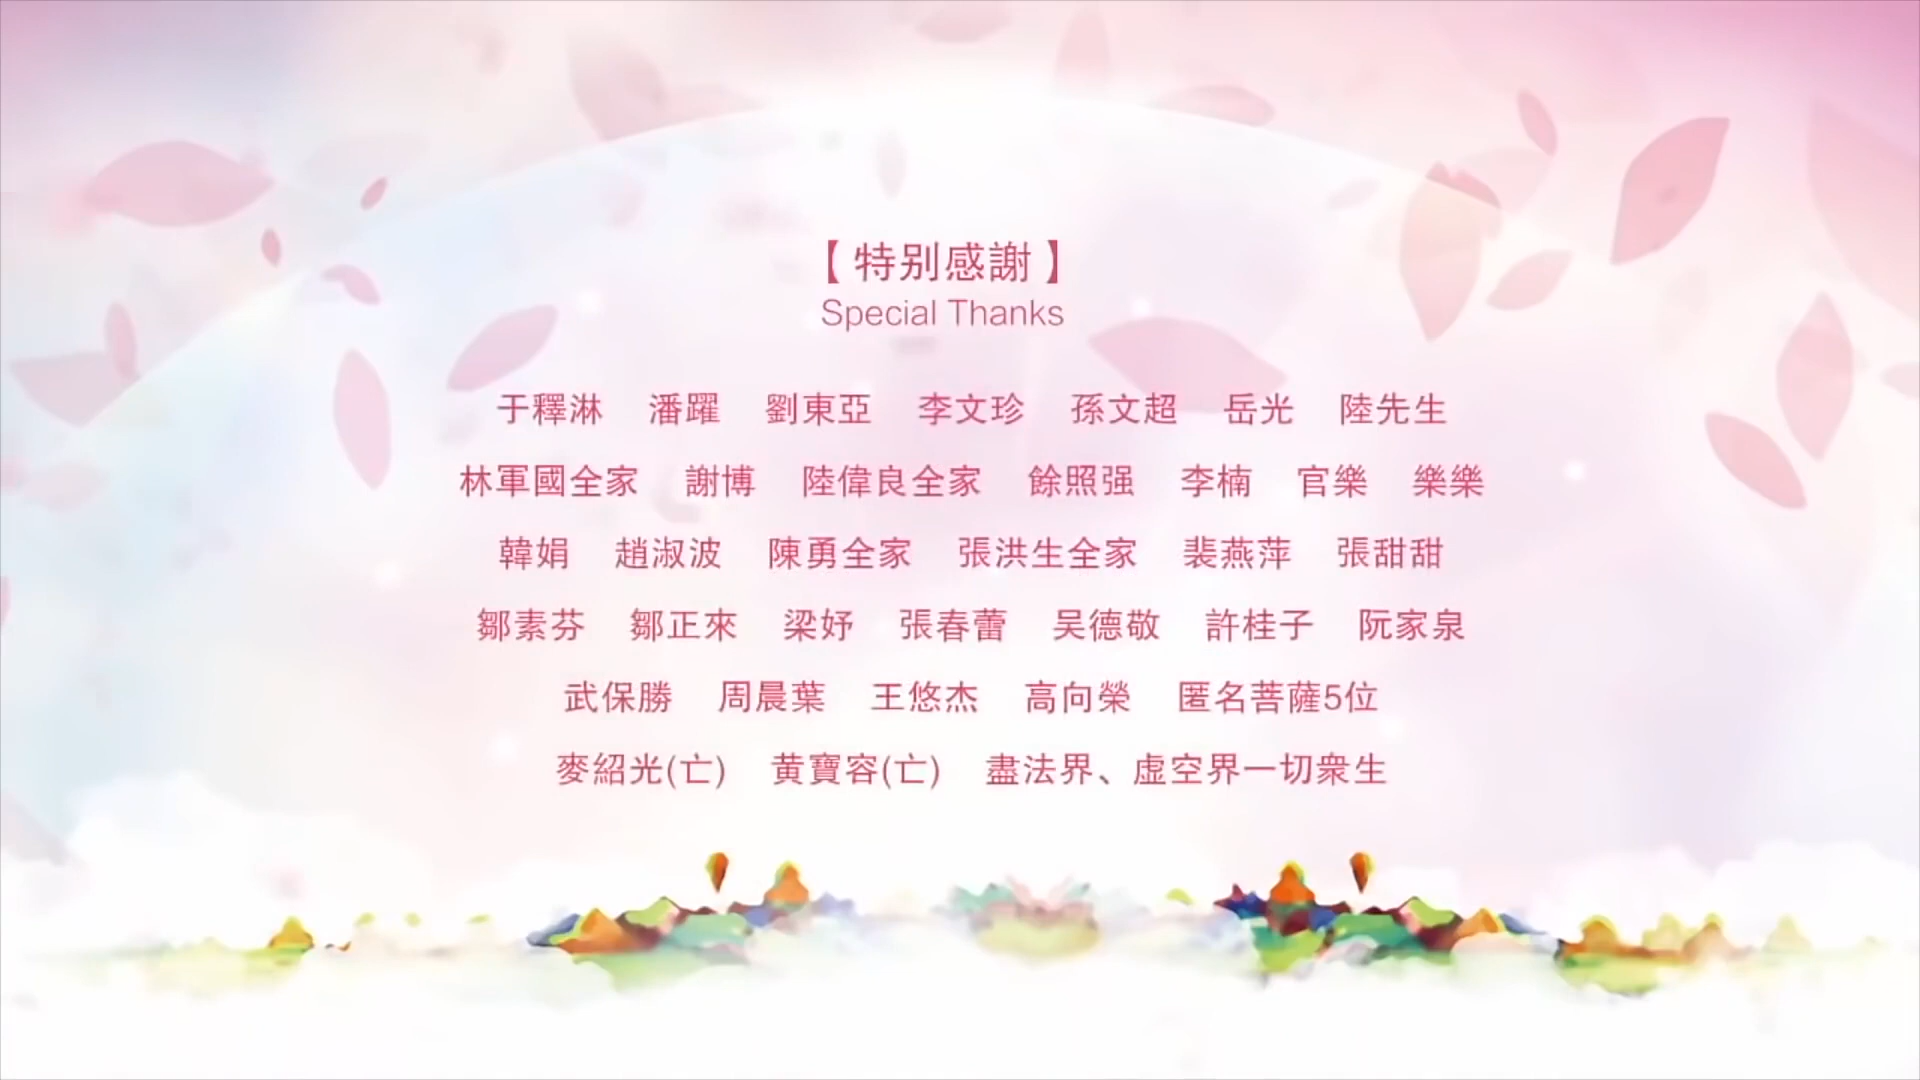 【特别感謝】
Special Thanks
于釋淋 潘躍 劉東亞 李文珍 孫文超 岳光 陸先生
林軍國全家 謝博 陸偉良全家 餘照强 李楠 官樂 樂樂
韓娟 趙淑波 陳勇全家 張洪生全家 裴燕萍 張甜甜
鄒素芬 鄒正來 梁妤 張春蕾 吴德敬 許桂子 阮家泉
武保勝 周晨葉 王悠杰 高向榮 匿名菩薩5位
麥紹光(亡) 黄寶容(亡) 盡法界、虚空界一切衆生